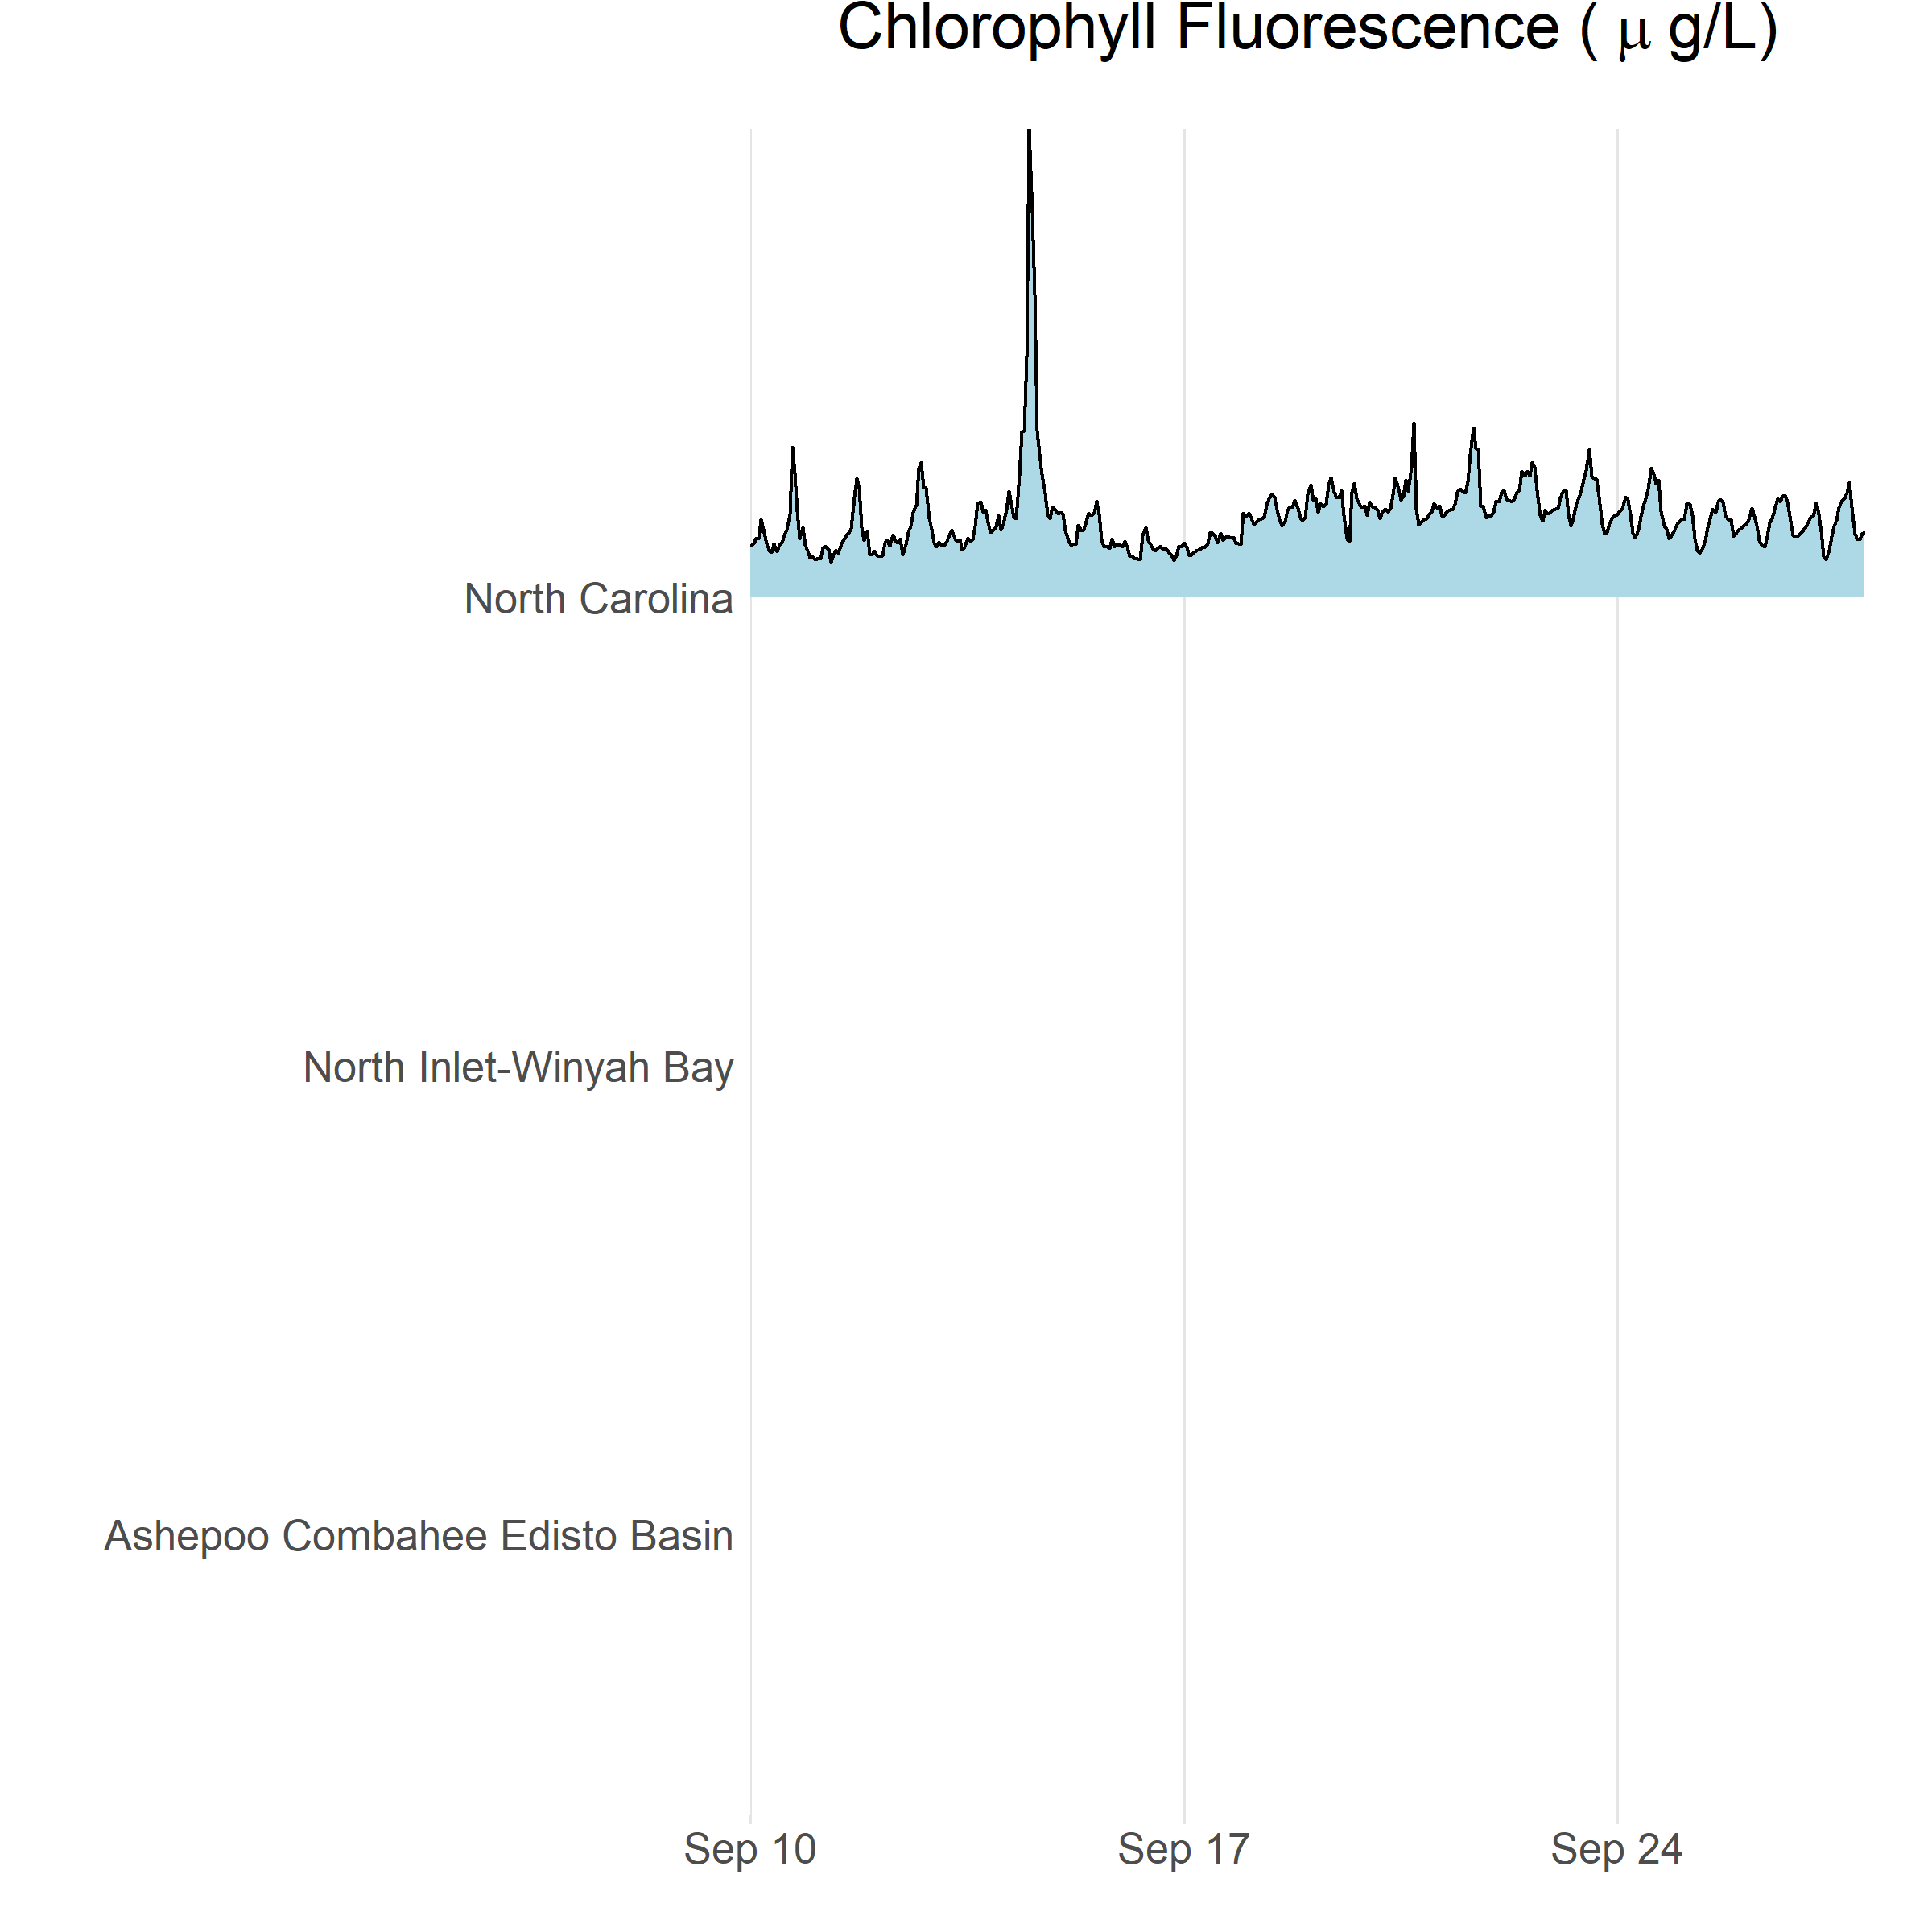 Chlorophyll Fluorescence ( μ g/L)
North Carolina
North Inlet-Winyah Bay
Ashepoo Combahee Edisto Basin
Sep 10
Sep 17
Sep 24